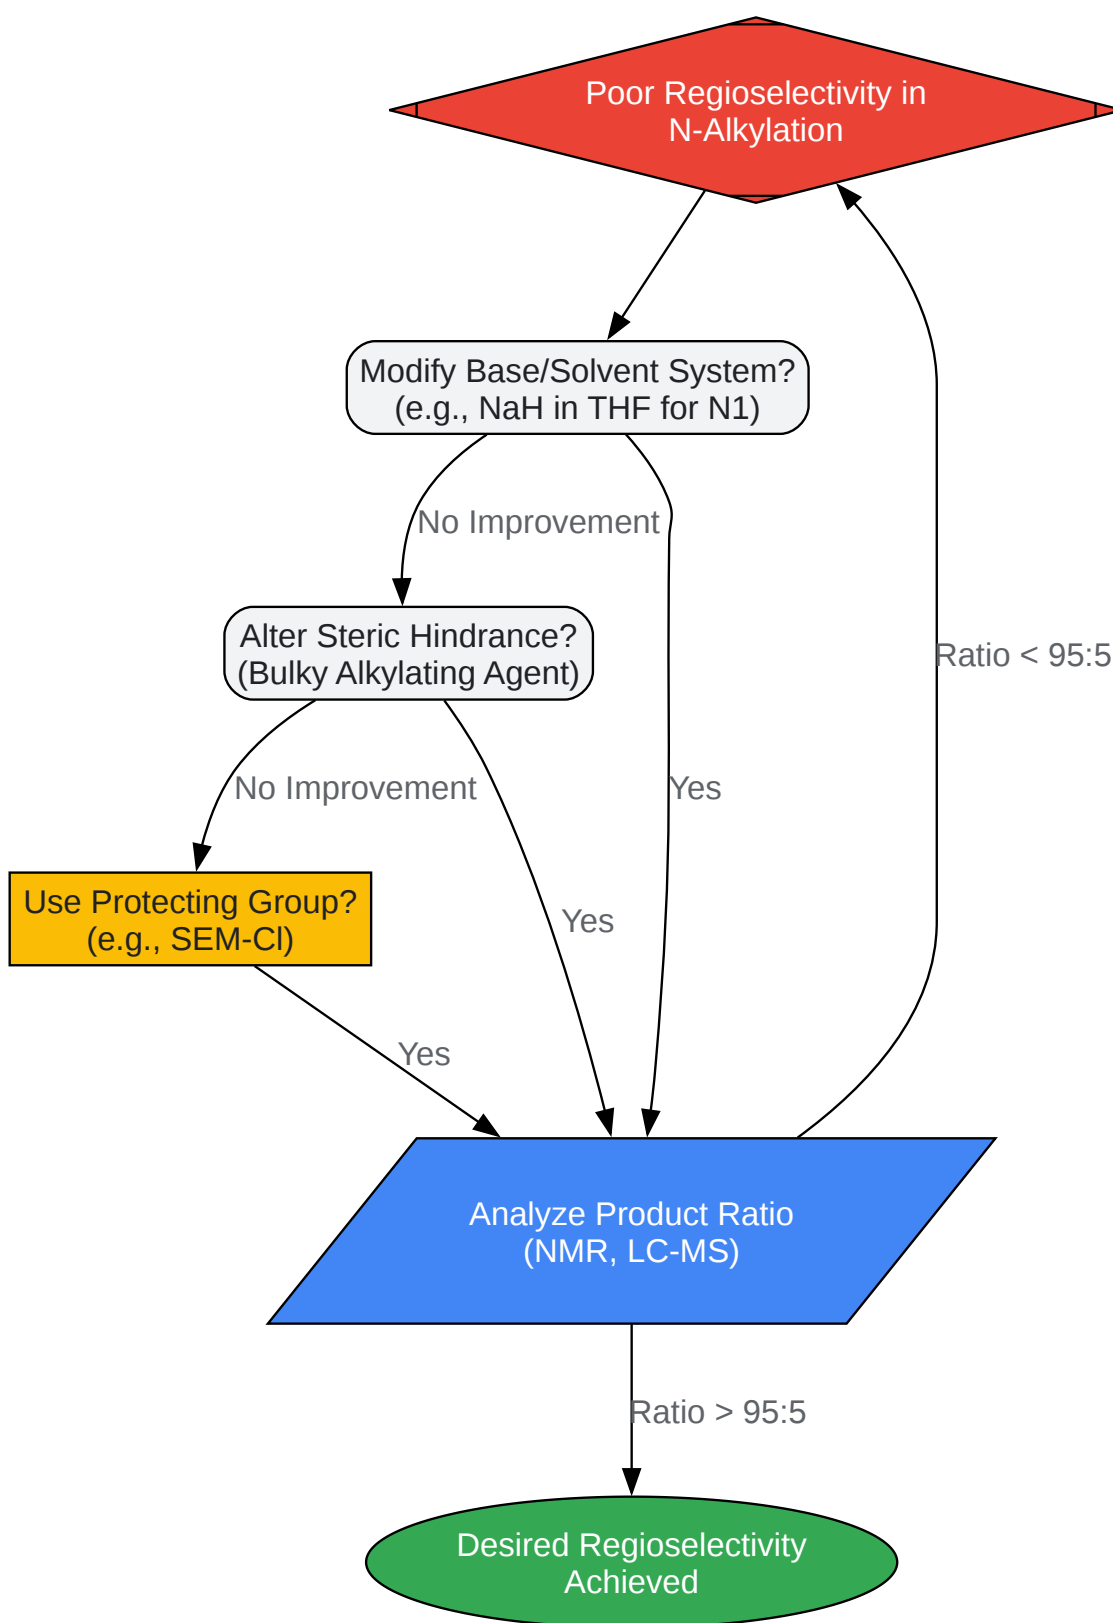 Poor Regioselectivity in
N-Alkylation
Modify Base/Solvent System?
(e.g., NaH in THF for N1)
No Improvement
Alter Steric Hindrance?
(Bulky Alkylating Agent)
Ratio < 95:5
No Improvement
Yes
Use Protecting Group?
(e.g., SEM-Cl)
Yes
Yes
Analyze Product Ratio
(NMR, LC-MS)
Ratio > 95:5
Desired Regioselectivity
Achieved